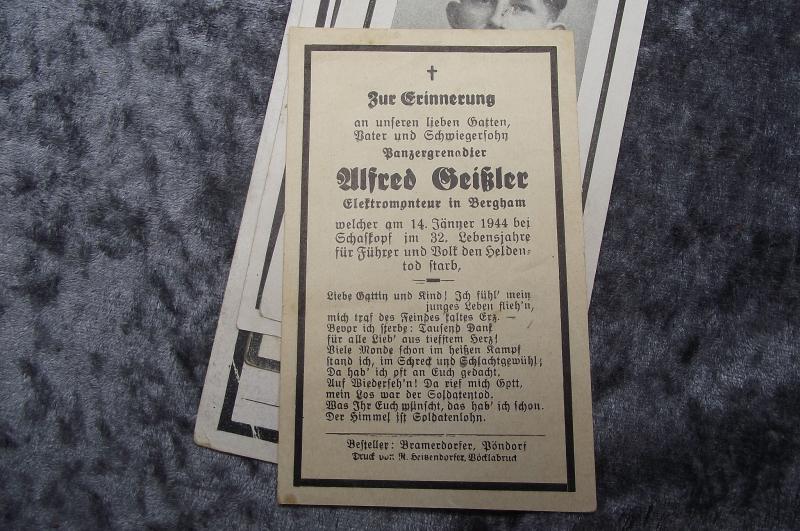 Zur Erinnerung
an unseren lieben Gatten,
Vater und Schwiegersohn
Panzergrenadier
Alfred Geißler
Elektromonteur in Bergham
welcher am 14. Jänner 1944 bei
Schaskopf im 32. Lebensjahre
für Führer und Volk den Helden-
tod starb,
Liebe Gattin und Kind! Ich fühl' mein
junges Leben flieh'n,
mich traf des Feindes kaltes Erz. —
Bevor ich sterbe: Tausend Dank
für alle Lieb' aus tiefstem Herz!
Viele Monde schon im heißen Kampf
stand ich, im Schreck und Schlachtgewühl;
Da hab' ich oft an Euch gedacht.
Auf Wiederseh'n! Da rief mich Gott,
mein Los war der Soldatentod.
Was Ihr Euch wünscht, das hab' ich schon.
Der Himmel ist Soldatenlohn.
Besteller: Bramerdorfer, Pöndorf
Druck von R. Heißendorfer, Vöcklabruck